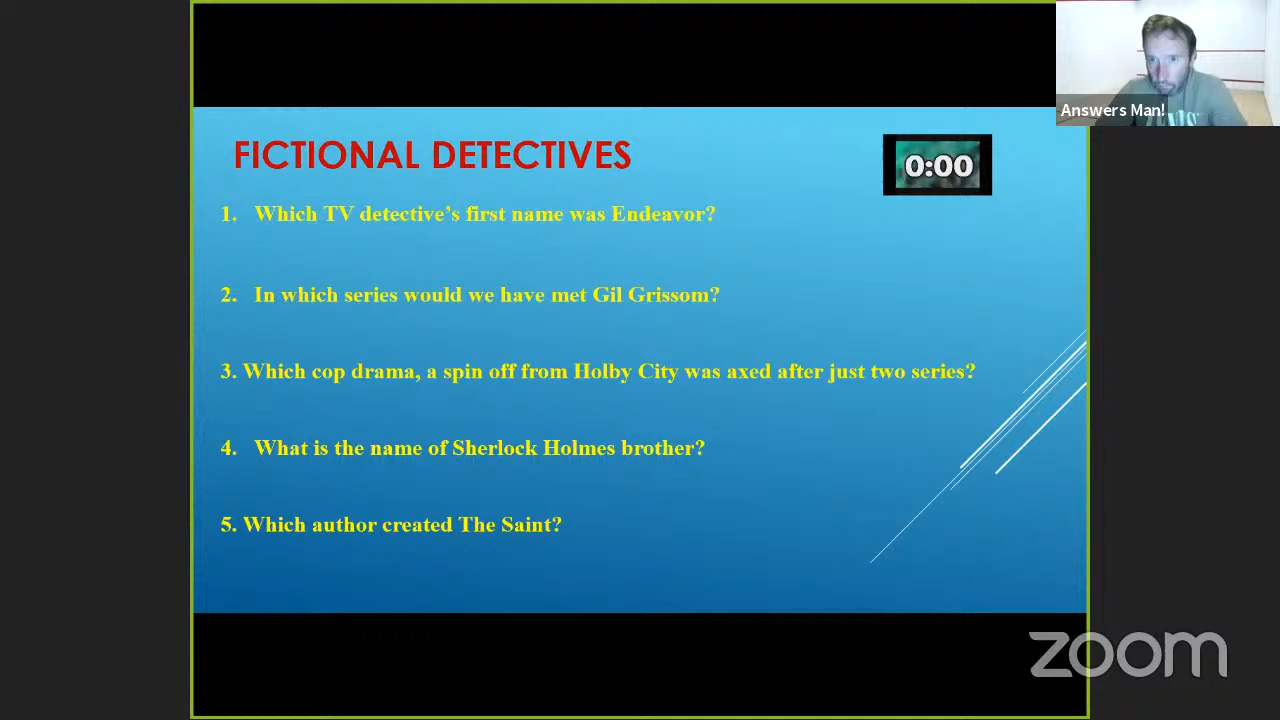 Answers Man!
FICTIONAL DETECTIVES
0:00
1. Which TV detective's first name was Endeavor?
2. In which series would we have met Gil Grissom?
3. Which cop drama, a spin off from Holby City was axed after just two series?
4. What is the name of Sherlock Holmes brother?
5. Which author created The Saint?
zoom